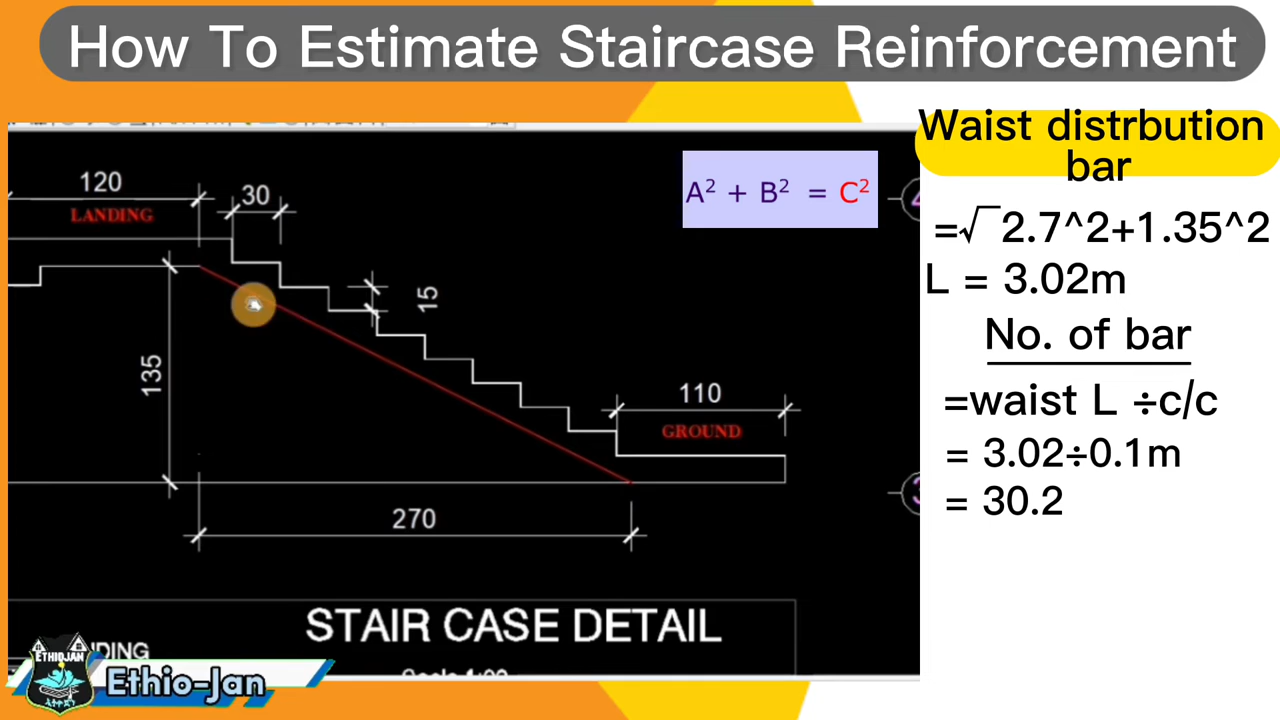 How To Estimate Staircase Reinforcement
Waist distrbution
bar
=√ 2.7^2+1.35^2
L = 3.02m
No. of bar
=waist L ÷c/c
= 3.02÷0.1m
= 30.2
A² + B² = C²
120
LANDING
30
15
135
110
GROUND
270
STAIR CASE DETAIL
ETHIOJAN
Ethio-Jan